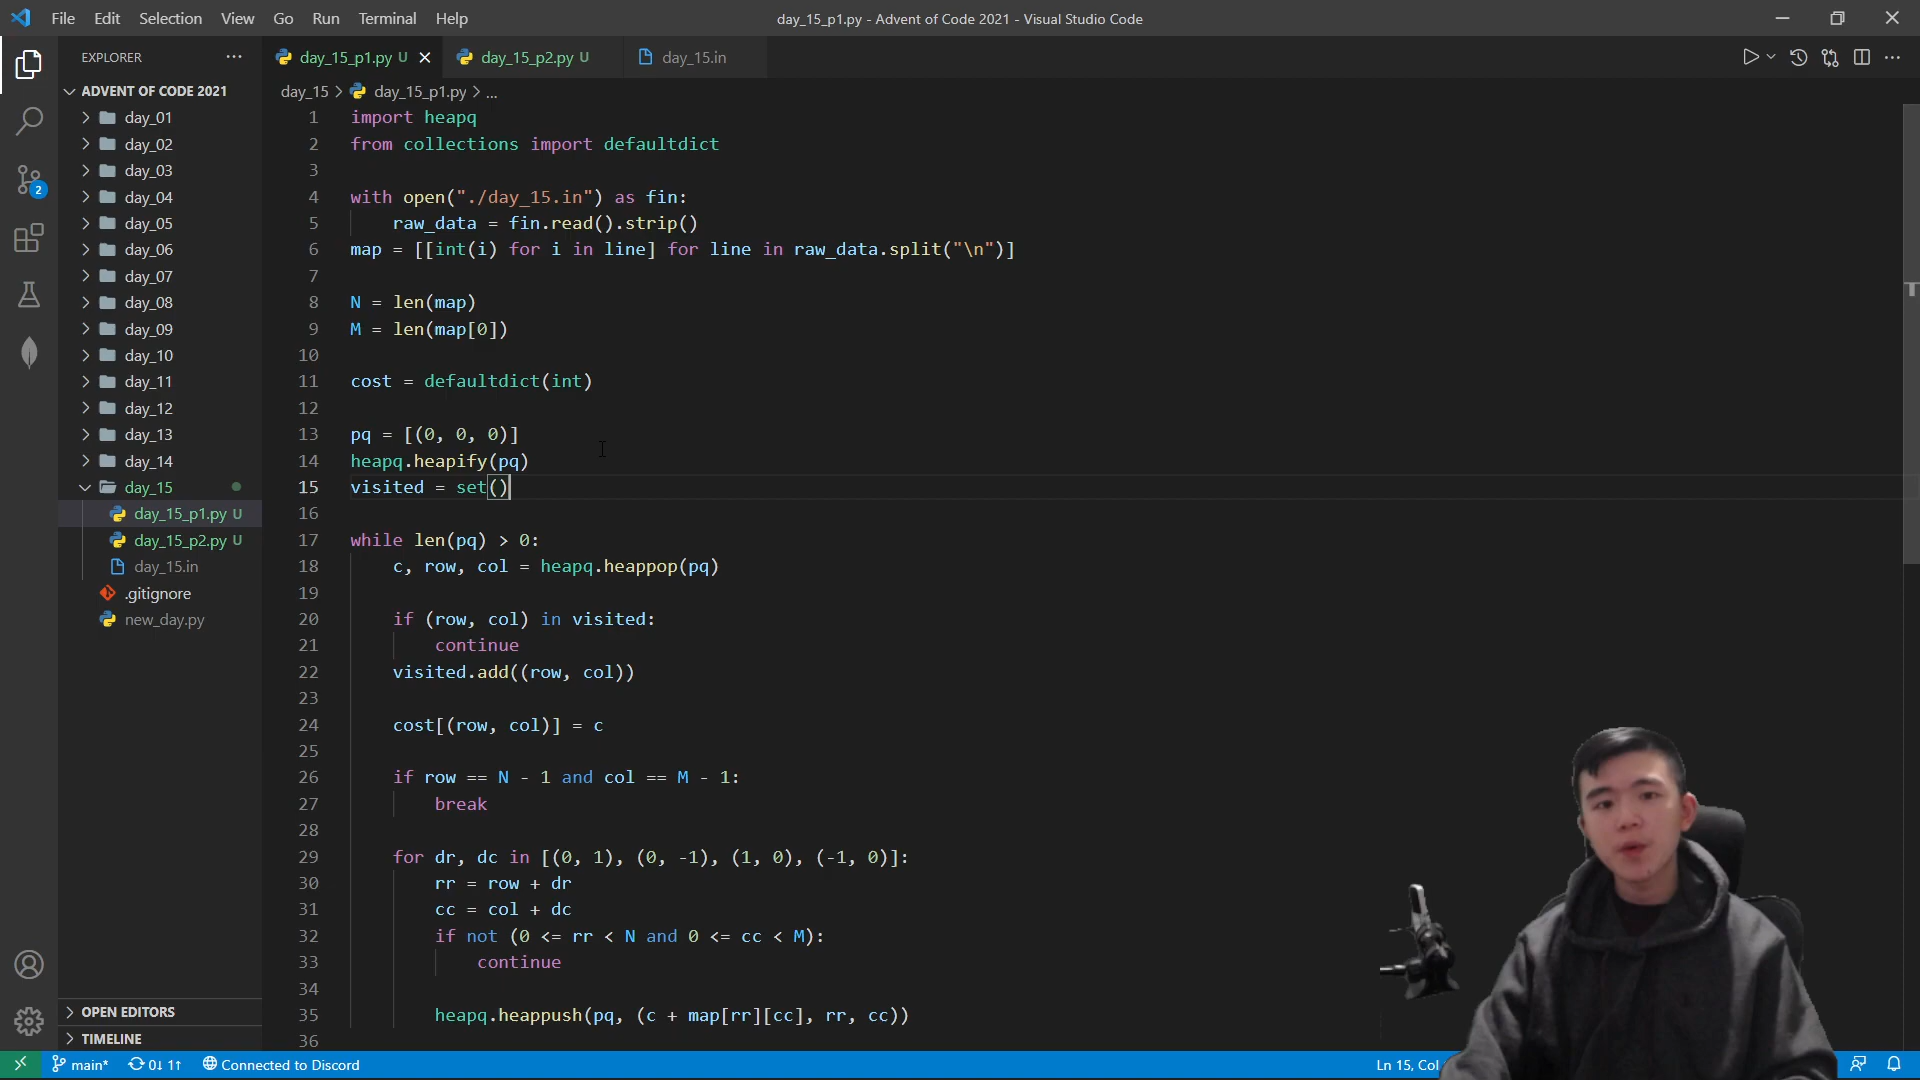 File Edit Selection View Go Run Terminal Help
day_15_p1.py - Advent of Code 2021 - Visual Studio Code
EXPLORER
ADVENT OF CODE 2021
day_01
day_02
day_03
day_04
day_05
day_06
day_07
day_08
day_09
day_10
day_11
day_12
day_13
day_14
day_15
day_15_p1.py U
day_15_p2.py U
day_15.in
.gitignore
new_day.py
OPEN EDITORS
TIMELINE
2
day_15_p1.py U
day_15_p2.py U
day_15.in
day_15 > day_15_p1.py > ...
1 import heapq
2 from collections import defaultdict
3
4 with open("./day_15.in") as fin:
5 raw_data = fin.read().strip()
6 map = [[int(i) for i in line] for line in raw_data.split("\n")]
7
8 N = len(map)
9 M = len(map[0])
10
11 cost = defaultdict(int)
12
13 pq = [(0, 0, 0)]
14 heapq.heapify(pq)
15 visited = set()
16
17 while len(pq) > 0:
18 c, row, col = heapq.heappop(pq)
19
20 if (row, col) in visited:
21 continue
22 visited.add((row, col))
23
24 cost[(row, col)] = c
25
26 if row == N - 1 and col == M - 1:
27 break
28
29 for dr, dc in [(0, 1), (0, -1), (1, 0), (-1, 0)]:
30 rr = row + dr
31 cc = col + dc
32 if not (0 <= rr < N and 0 <= cc < M):
33 continue
34
35 heapq.heappush(pq, (c + map[rr][cc], rr, cc))
36
main* 0↓ 1↑ Connected to Discord
Ln 15, Col